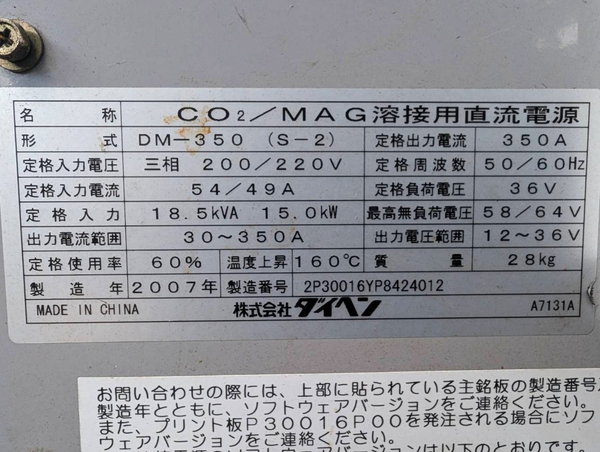 名 称 CO₂／MAG溶接用直流電源
形 式 DM－350 (S－2) 定格出力電流 350A
定格入力電圧 三相 200／220V 定格周波数 50／60Hz
定格入力電流 54／49A 定格負荷電圧 36V
定格入力 18.5kVA 15.0kW 最高無負荷電圧 58／64V
出力電流範囲 30～350A 出力電圧範囲 12～36V
定格使用率 60% 温度上昇 160℃ 質 量 28kg
製造年 2007年 製造番号 2P30016YP8424012
MADE IN CHINA 株式会社ダイヘン A7131A
お問い合わせの際には、上部に貼られている主銘板の製造番号
製造年とともに、ソフトウェアバージョンをご連絡ください。
また、プリント板P30016P00を発注される場合にソフ
ウェアバージョンをご連絡ください。